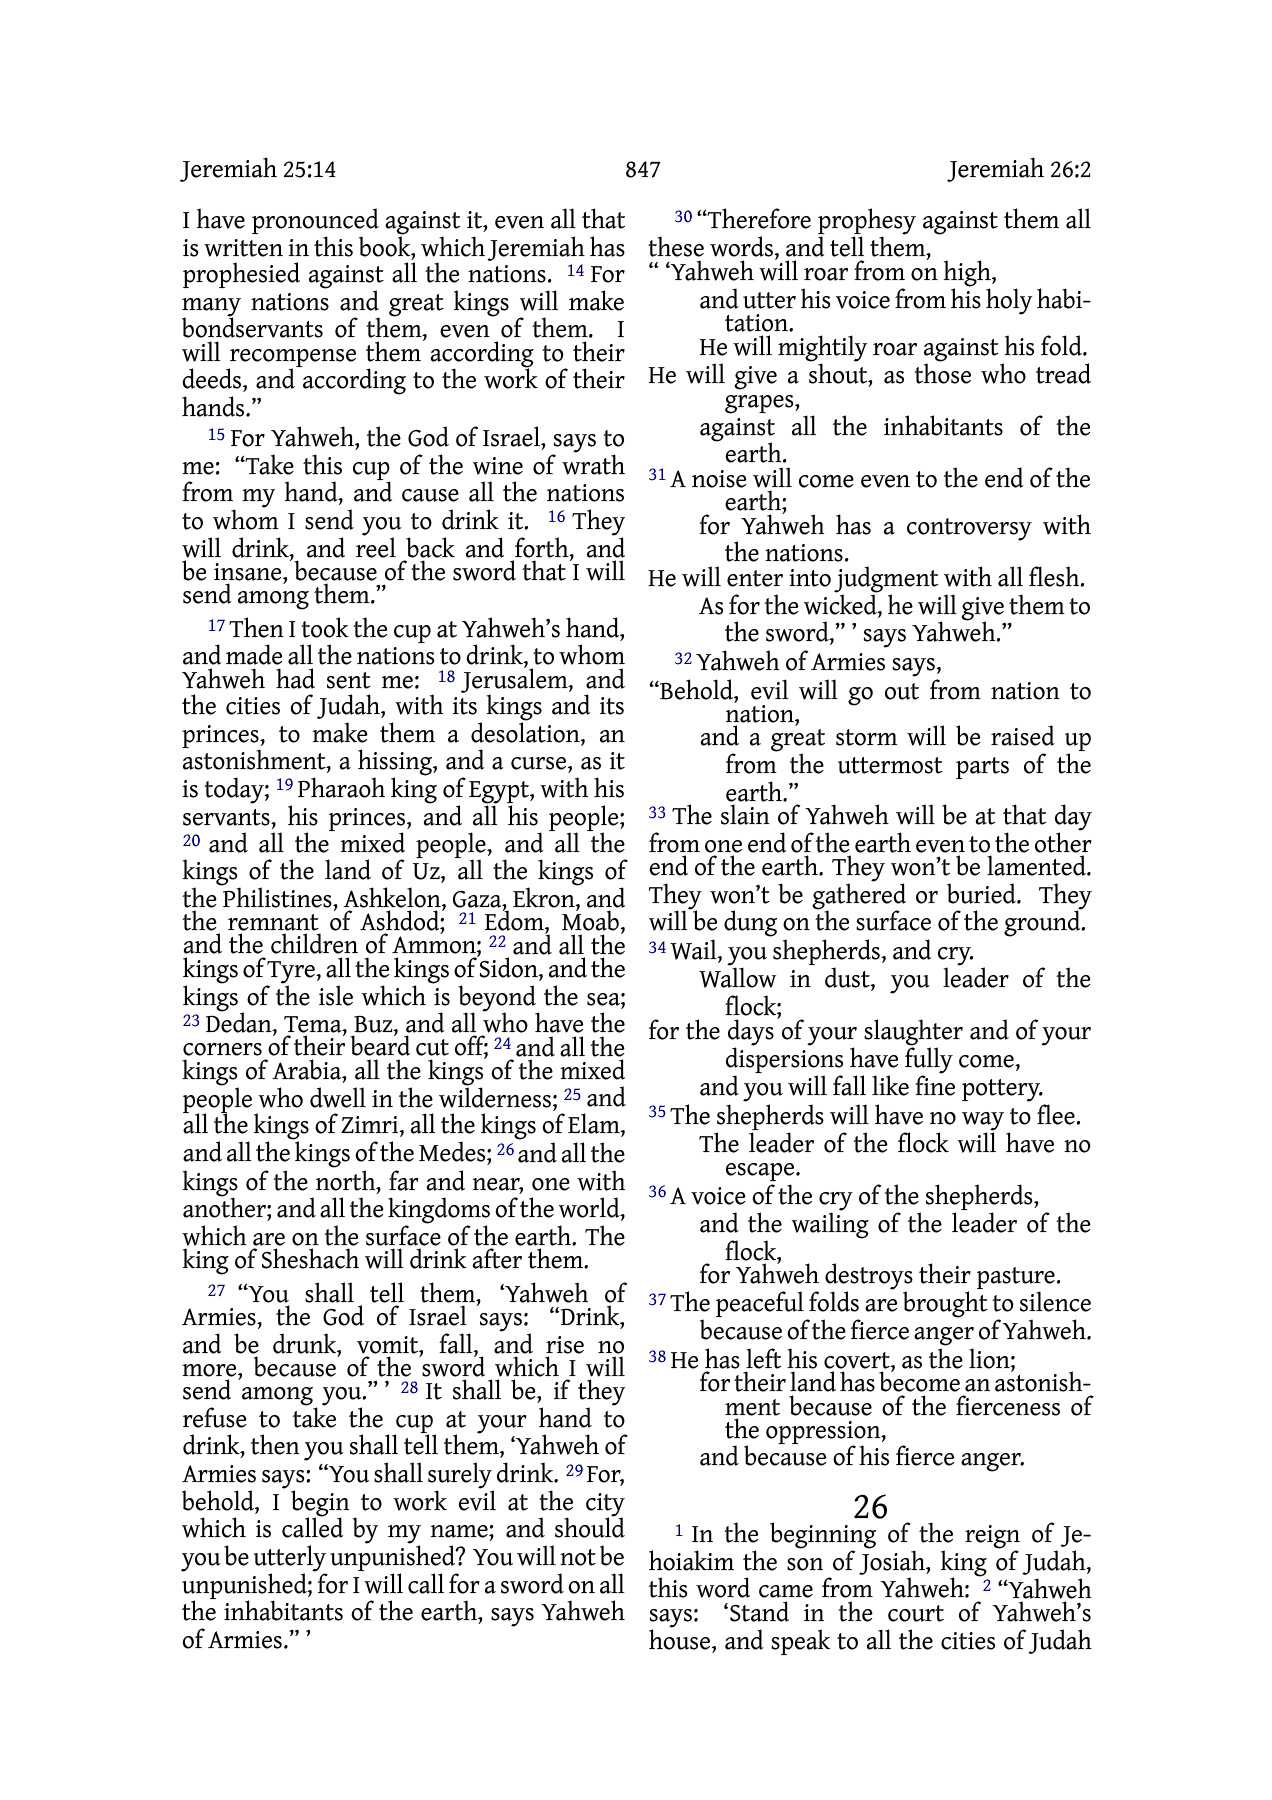 Jeremiah 25:14 847 Jeremiah 26:2
I have pronounced against it, even all that
is written in this book, which Jeremiah has
prophesied against all the nations. 14 For
many nations and great kings will make
bondservants of them, even of them. I
will recompense them according to their
deeds, and according to the work of their
hands.”
15 For Yahweh, the God of Israel, says to
me: “Take this cup of the wine of wrath
from my hand, and cause all the nations
to whom I send you to drink it. 16 They
will drink, and reel back and forth, and
be insane, because of the sword that I will
send among them.”
17 Then I took the cup at Yahweh’s hand,
and made all the nations to drink, to whom
Yahweh had sent me: 18 Jerusalem, and
the cities of Judah, with its kings and its
princes, to make them a desolation, an
astonishment, a hissing, and a curse, as it
is today; 19 Pharaoh king of Egypt, with his
servants, his princes, and all his people;
20 and all the mixed people, and all the
kings of the land of Uz, all the kings of
the Philistines, Ashkelon, Gaza, Ekron, and
the remnant of Ashdod; 21 Edom, Moab,
and the children of Ammon; 22 and all the
kings of Tyre, all the kings of Sidon, and the
kings of the isle which is beyond the sea;
23 Dedan, Tema, Buz, and all who have the
corners of their beard cut off; 24 and all the
kings of Arabia, all the kings of the mixed
people who dwell in the wilderness; 25 and
all the kings of Zimri, all the kings of Elam,
and all the kings of the Medes; 26 and all the
kings of the north, far and near, one with
another; and all the kingdoms of the world,
which are on the surface of the earth. The
king of Sheshach will drink after them.
27 “You shall tell them, ‘Yahweh of
Armies, the God of Israel says: “Drink,
and be drunk, vomit, fall, and rise no
more, because of the sword which I will
send among you.” ’ 28 It shall be, if they
refuse to take the cup at your hand to
drink, then you shall tell them, ‘Yahweh of
Armies says: “You shall surely drink. 29 For,
behold, I begin to work evil at the city
which is called by my name; and should
you be utterly unpunished? You will not be
unpunished; for I will call for a sword on all
the inhabitants of the earth, says Yahweh
of Armies.” ’
30 “Therefore prophesy against them all
these words, and tell them,
“ ‘Yahweh will roar from on high,
and utter his voice from his holy habi-
tation.
He will mightily roar against his fold.
He will give a shout, as those who tread
grapes,
against all the inhabitants of the
earth.
31 A noise will come even to the end of the
earth;
for Yahweh has a controversy with
the nations.
He will enter into judgment with all flesh.
As for the wicked, he will give them to
the sword,” ’ says Yahweh.”
32 Yahweh of Armies says,
“Behold, evil will go out from nation to
nation,
and a great storm will be raised up
from the uttermost parts of the
earth.”
33 The slain of Yahweh will be at that day
from one end of the earth even to the other
end of the earth. They won’t be lamented.
They won’t be gathered or buried. They
will be dung on the surface of the ground.
34 Wail, you shepherds, and cry.
Wallow in dust, you leader of the
flock;
for the days of your slaughter and of your
dispersions have fully come,
and you will fall like fine pottery.
35 The shepherds will have no way to flee.
The leader of the flock will have no
escape.
36 A voice of the cry of the shepherds,
and the wailing of the leader of the
flock,
for Yahweh destroys their pasture.
37 The peaceful folds are brought to silence
because of the fierce anger of Yahweh.
38 He has left his covert, as the lion;
for their land has become an astonish-
ment because of the fierceness of
the oppression,
and because of his fierce anger.
26
1 In the beginning of the reign of Je-
hoiakim the son of Josiah, king of Judah,
this word came from Yahweh: 2 “Yahweh
says: ‘Stand in the court of Yahweh’s
house, and speak to all the cities of Judah